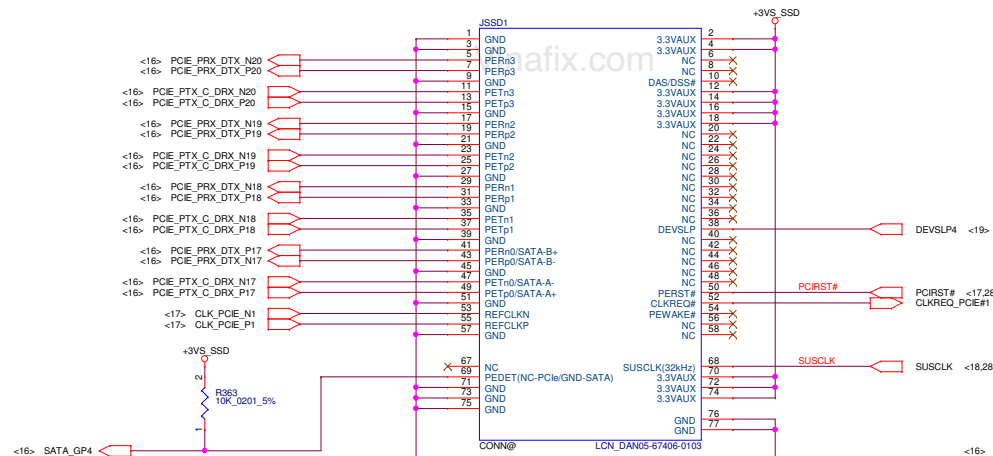 +3VS_SSD
JSSD1
1 GND 3.3VAUX 2
3 GND 3.3VAUX 4
<16> PCIE_PRX_DTX_N20 5 PERn3 NC 6
<16> PCIE_PRX_DTX_P20 7 PERp3 NC 8
9 GND DAS/DSS# 10
<16> PCIE_PTX_C_DRX_N20 11 PETn3 3.3VAUX 12
<16> PCIE_PTX_C_DRX_P20 13 PETp3 3.3VAUX 14
15 GND 3.3VAUX 16
<16> PCIE_PRX_DTX_N19 17 PERn2 3.3VAUX 18
<16> PCIE_PRX_DTX_P19 19 PERp2 NC 20
21 GND NC 22
<16> PCIE_PTX_C_DRX_N19 23 PETn2 NC 24
<16> PCIE_PTX_C_DRX_P19 25 PETp2 NC 26
27 GND NC 28
<16> PCIE_PRX_DTX_N18 29 PERn1 NC 30
<16> PCIE_PRX_DTX_P18 31 PERp1 NC 32
33 GND NC 34
<16> PCIE_PTX_C_DRX_N18 35 PETn1 NC 36
<16> PCIE_PTX_C_DRX_P18 37 PETp1 DEVSLP 38 DEVSLP4 <19>
39 GND NC 40
<16> PCIE_PRX_DTX_P17 41 PERn0/SATA-B+ NC 42
<16> PCIE_PRX_DTX_N17 43 PERp0/SATA-B- NC 44
45 GND NC 46
<16> PCIE_PTX_C_DRX_N17 47 PETn0/SATA-A- NC 48
<16> PCIE_PTX_C_DRX_P17 49 PETp0/SATA-A+ PERST# 50 PCIRST# PCIRST# <17,28
51 GND CLKREQ# 52 CLKREQ_PCIE#1
<17> CLK_PCIE_N1 53 REFCLKN PEWAKE# 54
<17> CLK_PCIE_P1 55 REFCLKP NC 56
57 GND NC 58
+3VS_SSD
67 NC SUSCLK(32kHz) 68 SUSCLK SUSCLK <18,28
69 PEDET(NC-PCIe/GND-SATA) 3.3VAUX 70
71 GND 3.3VAUX 72
73 GND 3.3VAUX 74
75 GND
GND 76
GND 77
2
R363
10K_0201_5%
1
CONN@ LCN_DAN05-67406-0103
<16> SATA_GP4
<16>